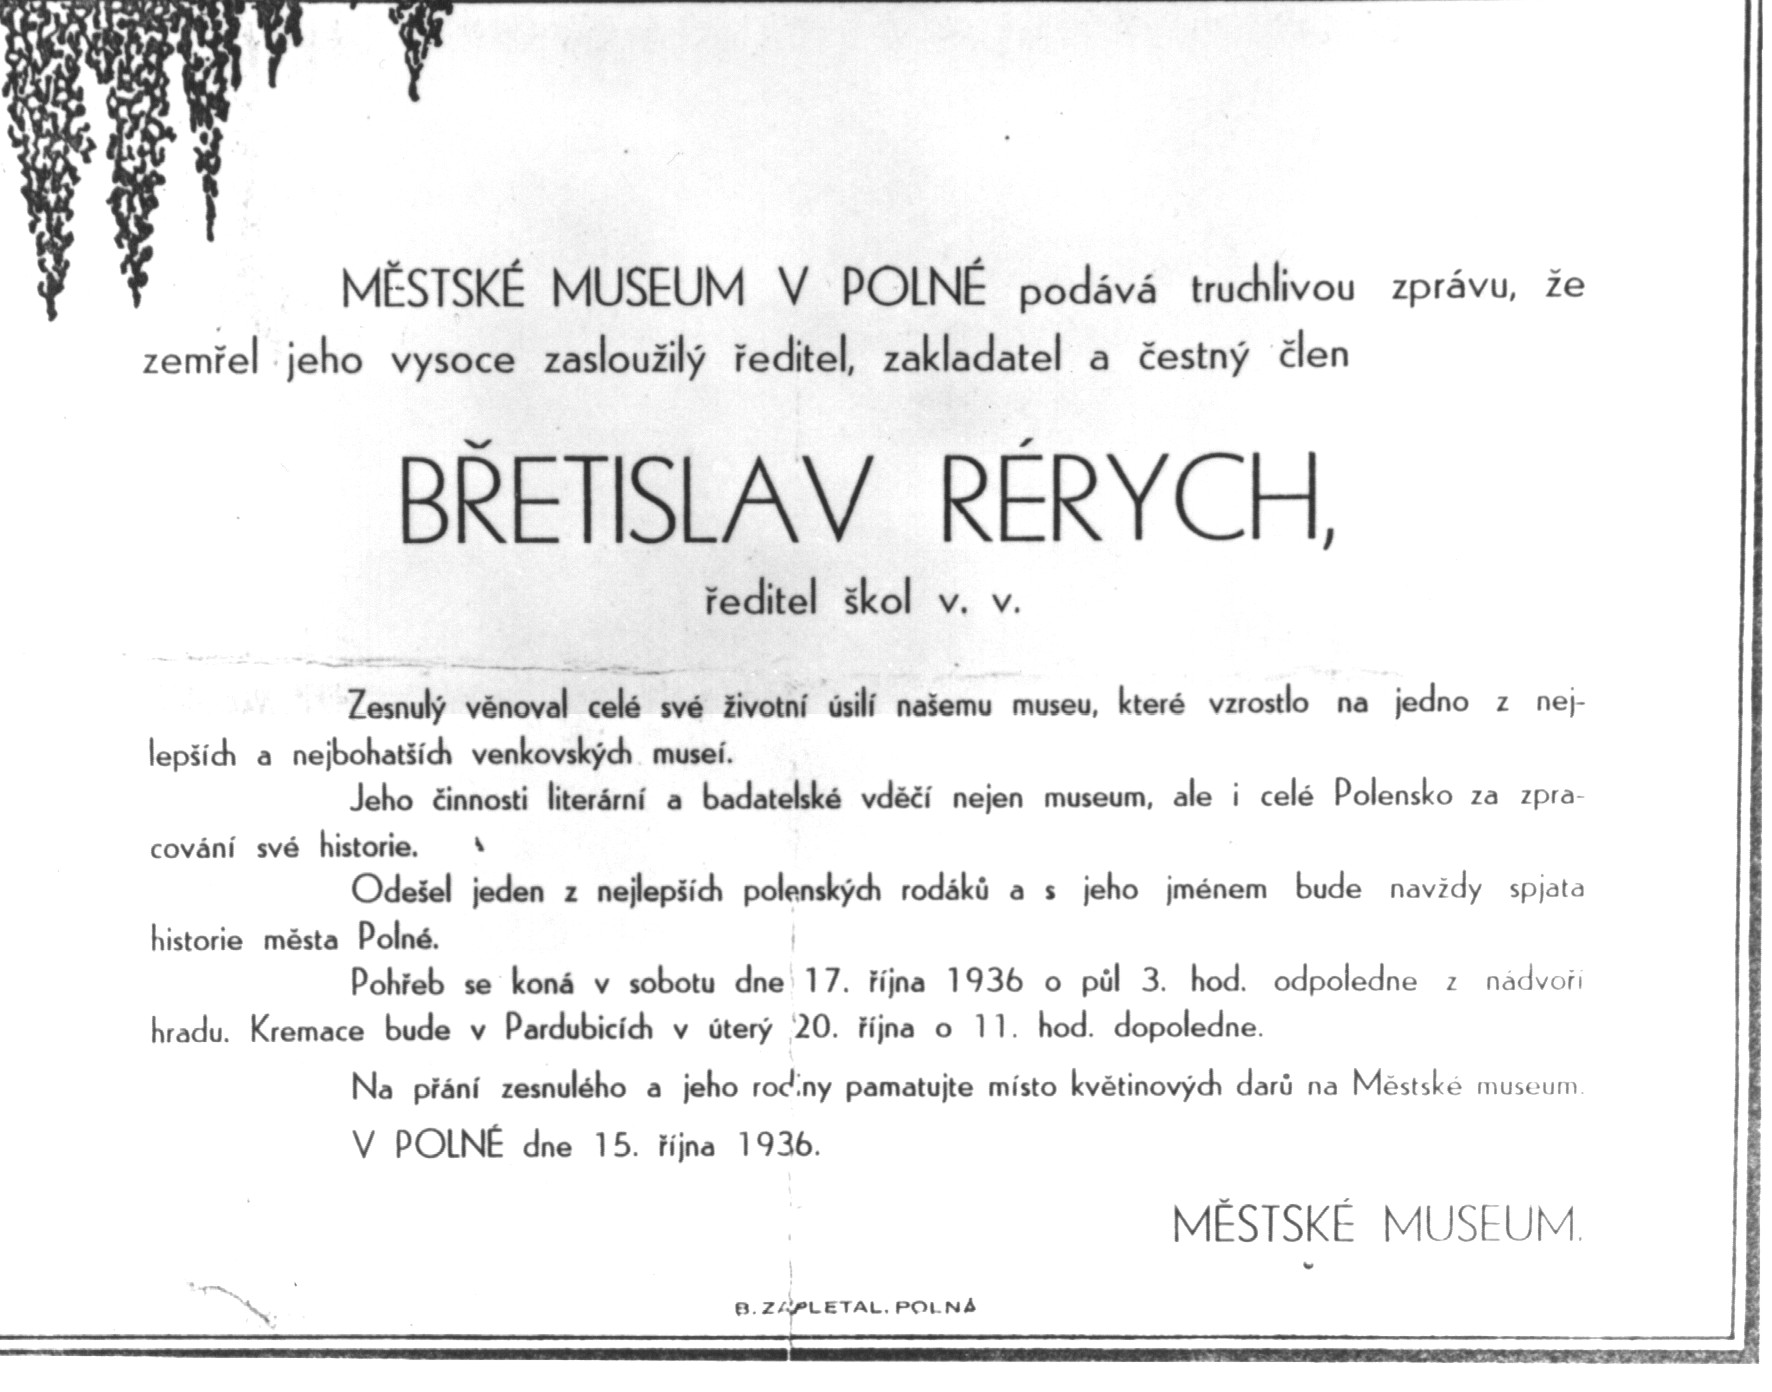 MĚSTSKÉ MUSEUM V POLNÉ podává truchlivou zprávu, že
zemřel jeho vysoce zasloužilý ředitel, zakladatel a čestný člen
BŘETISLAV RÉRYCH,
ředitel škol v. v.
Zesnulý věnoval celé své životní úsilí našemu museu, které vzrostlo na jedno z nej-
lepších a nejbohatších venkovských museí.
Jeho činnosti literární a badatelské vděčí nejen museum, ale i celé Polensko za zpra-
cování své historie.
Odešel jeden z nejlepších polenských rodáků a s jeho jménem bude navždy spjata
historie města Polné.
Pohřeb se koná v sobotu dne 17. října 1936 o půl 3. hod. odpoledne z nádvoří
hradu. Kremace bude v Pardubicích v úterý 20. října o 11. hod. dopoledne.
Na přání zesnulého a jeho rodiny pamatujte místo květinových darů na Městské museum.
V POLNÉ dne 15. října 1936.
MĚSTSKÉ MUSEUM.
B. ZAPLETAL, POLNÁ